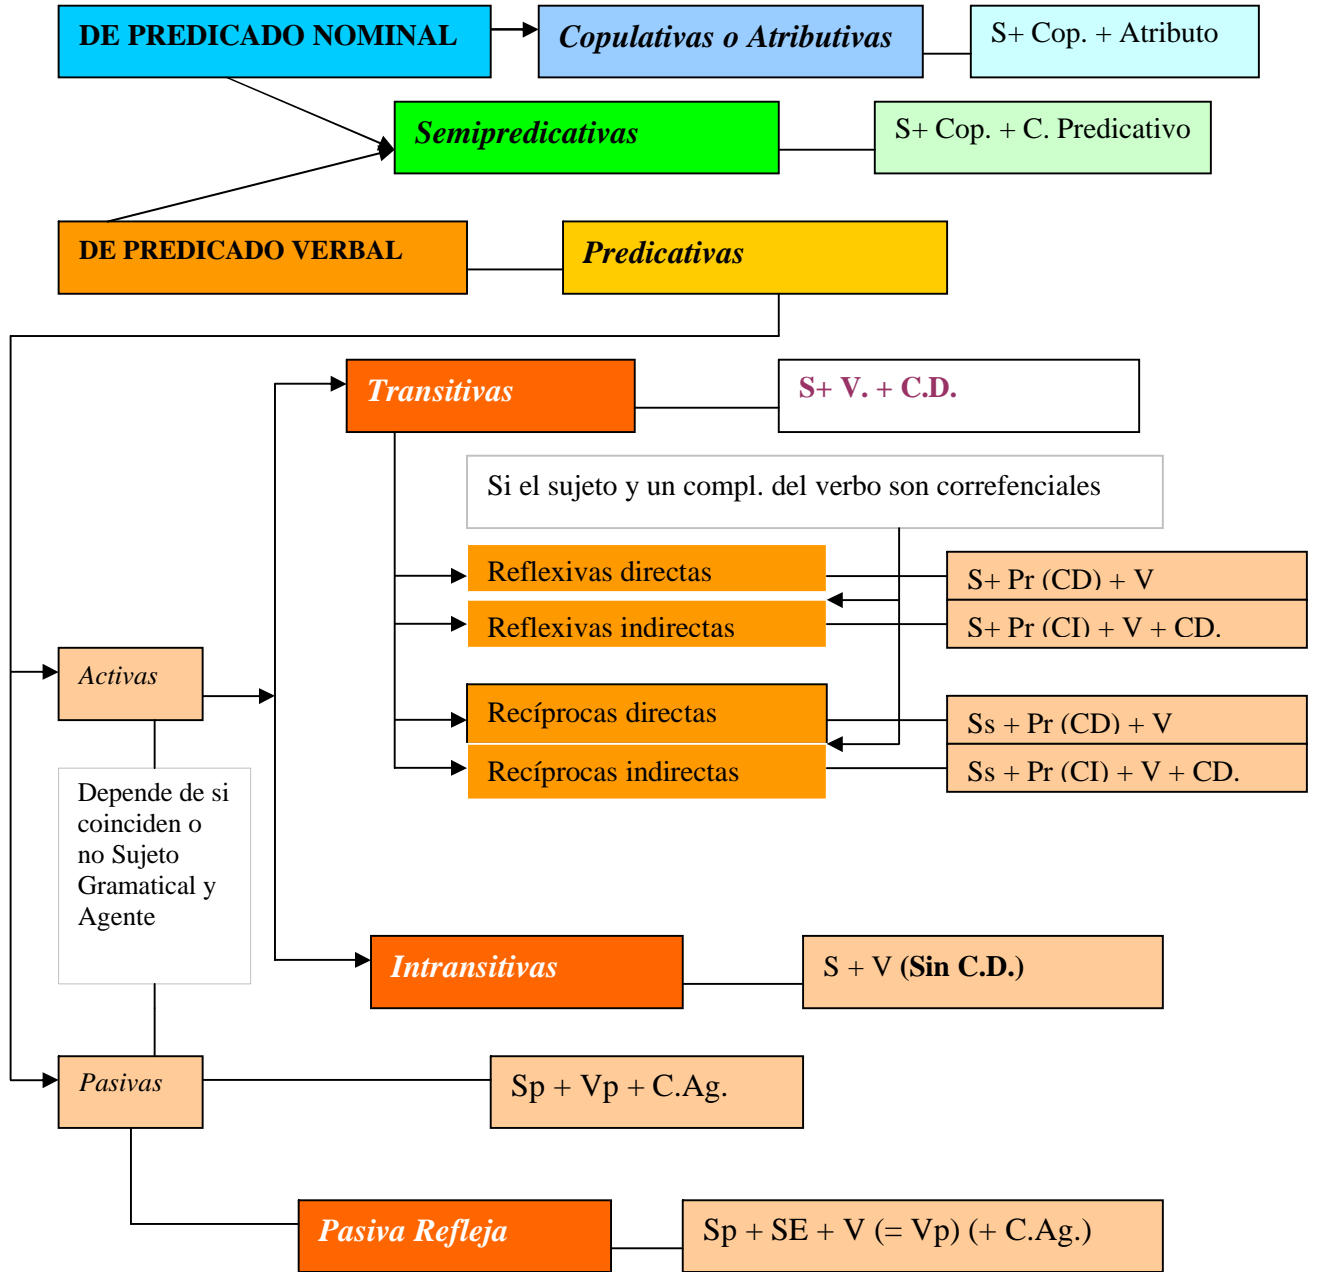 DE PREDICADO NOMINAL
Copulativas o Atributivas
S+ Cop. + Atributo
Semipredicativas
S+ Cop. + C. Predicativo
DE PREDICADO VERBAL
Predicativas
Transitivas
S+ V. + C.D.
Si el sujeto y un compl. del verbo son correfenciales
Reflexivas directas
S+ Pr (CD) + V
Reflexivas indirectas
S+ Pr (CI) + V + CD.
Activas
Recíprocas directas
Ss + Pr (CD) + V
Recíprocas indirectas
Ss + Pr (CI) + V + CD.
Depende de si
coinciden o
no Sujeto
Gramatical y
Agente
Intransitivas
S + V (Sin C.D.)
Pasivas
Sp + Vp + C.Ag.
Pasiva Refleja
Sp + SE + V (= Vp) (+ C.Ag.)